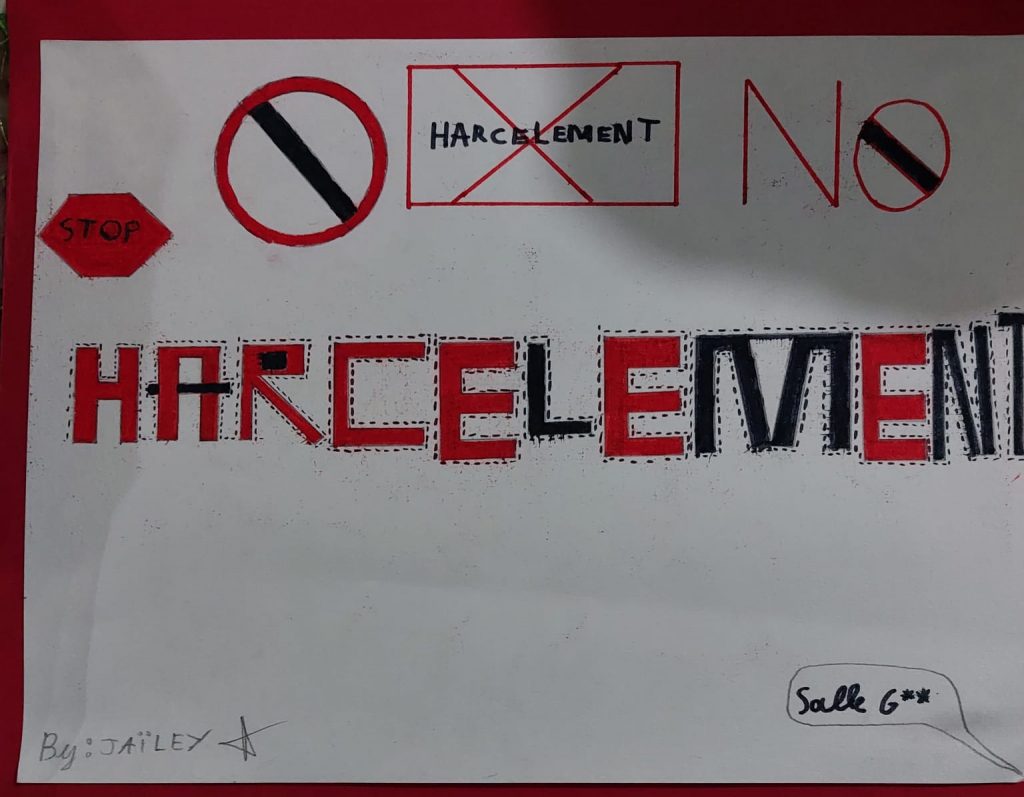 HARCELEMENT
NO
STOP
HARCELEMENT
Salle G**
By: JAÏLEY